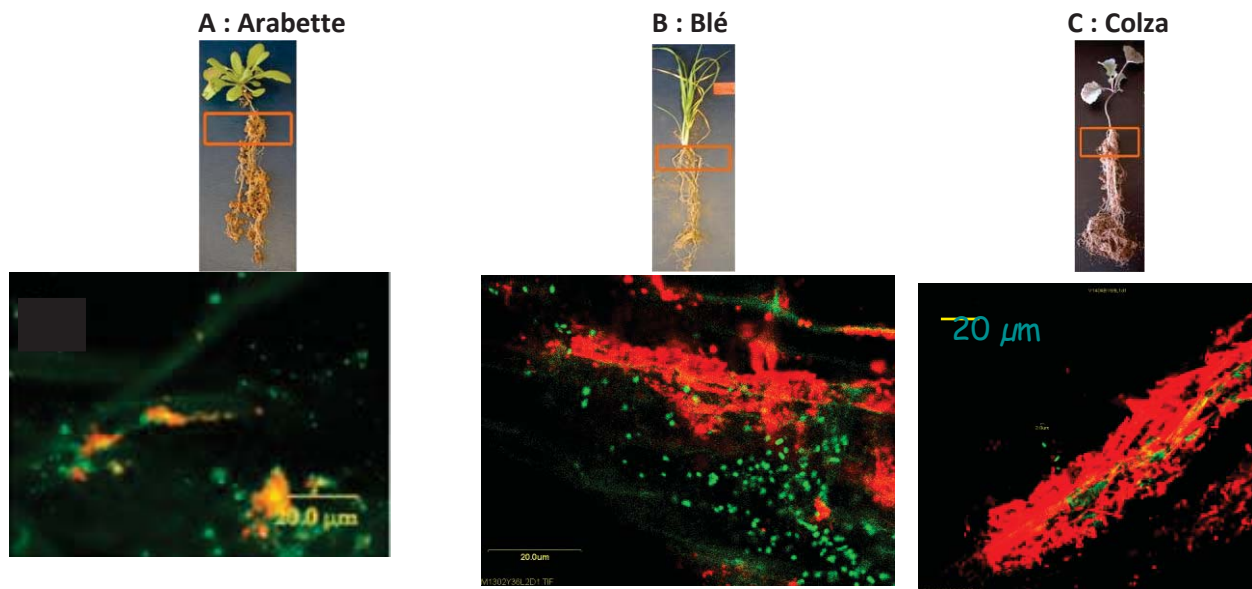 A : Arabette
B : Blé
C : Colza
20.0 µm
20.0um
M1302Y36L2D1 TIF
20 µm